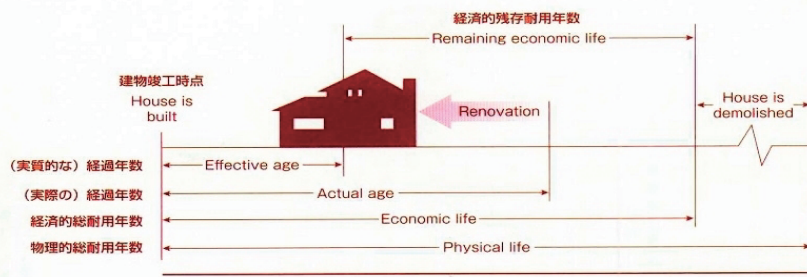 経済的残存耐用年数
Remaining economic life
建物竣工時点
House is
built
Renovation
House is
demolished
(実質的な)経過年数
Effective age
(実際の)経過年数
Actual age
経済的総耐用年数
Economic life
物理的総耐用年数
Physical life